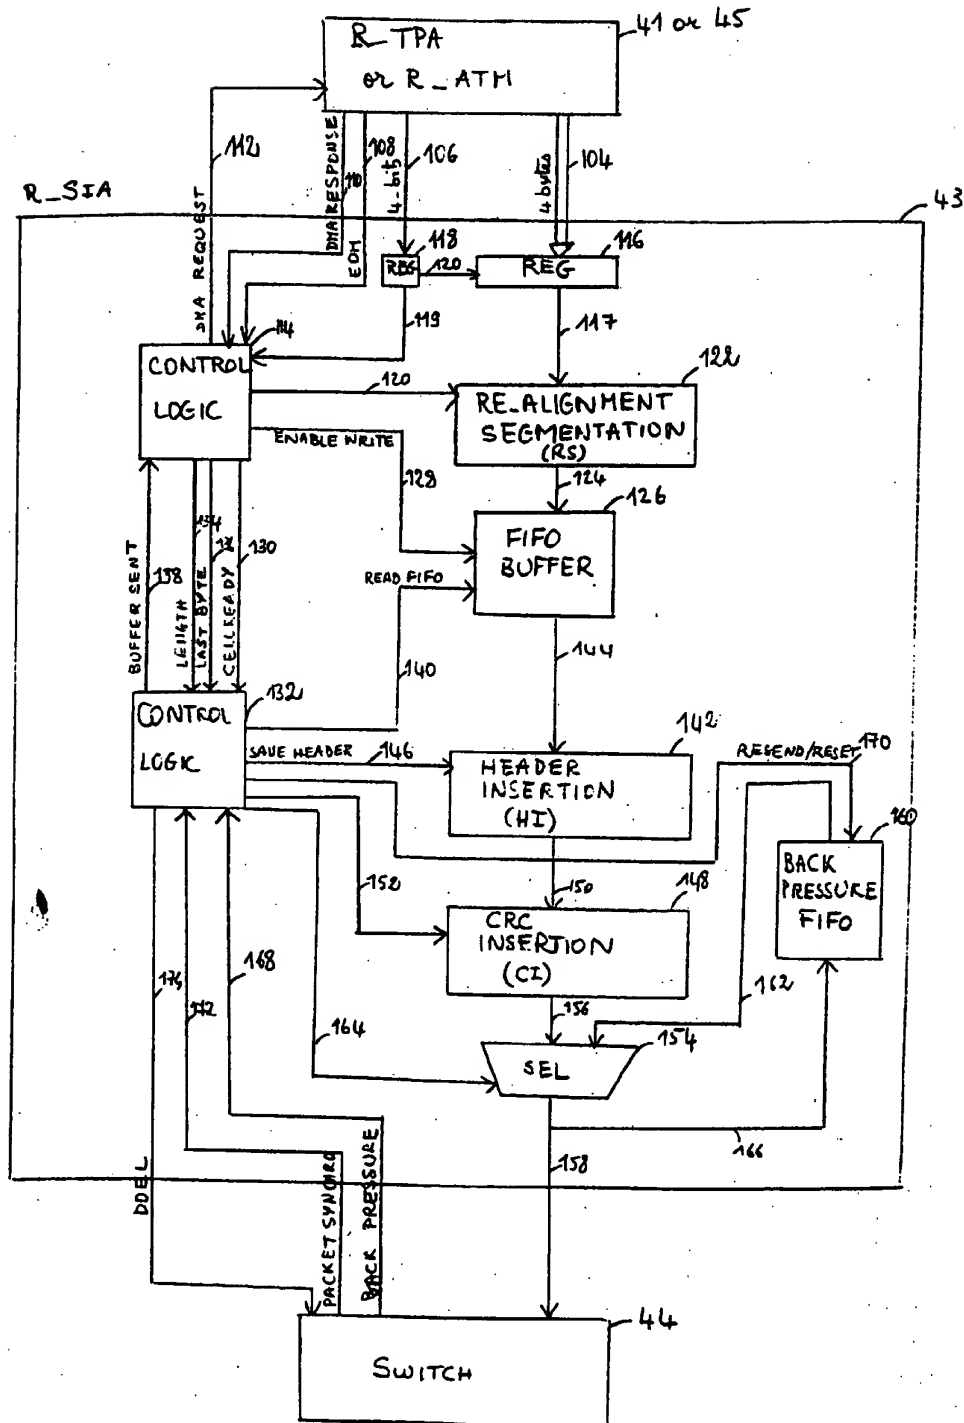 R_TPA
or R_ATM
41 or 45
112
DMA RESPONSE
110
108
EOM
4-bit
106
4 bytes
104
R_SIA
43
DMA REQUEST
118
REG
120
116
REG
119
117
114
CONTROL
LOGIC
120
122
RE_ALIGNMENT
SEGMENTATION
(RS)
ENABLE WRITE
128
124
126
FIFO
BUFFER
BUFFER SENT
138
LENGTH
134
LAST BYTE
CELL READY
130
READ FIFO
140
144
132
CONTROL
LOGIC
SAVE HEADER
146
142
HEADER
INSERTION
(HI)
RESEND/RESET
170
160
BACK
PRESSURE
FIFO
152
150
148
CRC
INSERTION
(CI)
174
172
168
164
156
162
154
SEL
158
166
DDEL
PACKET SYNCHRO
BACK PRESSURE
44
SWITCH